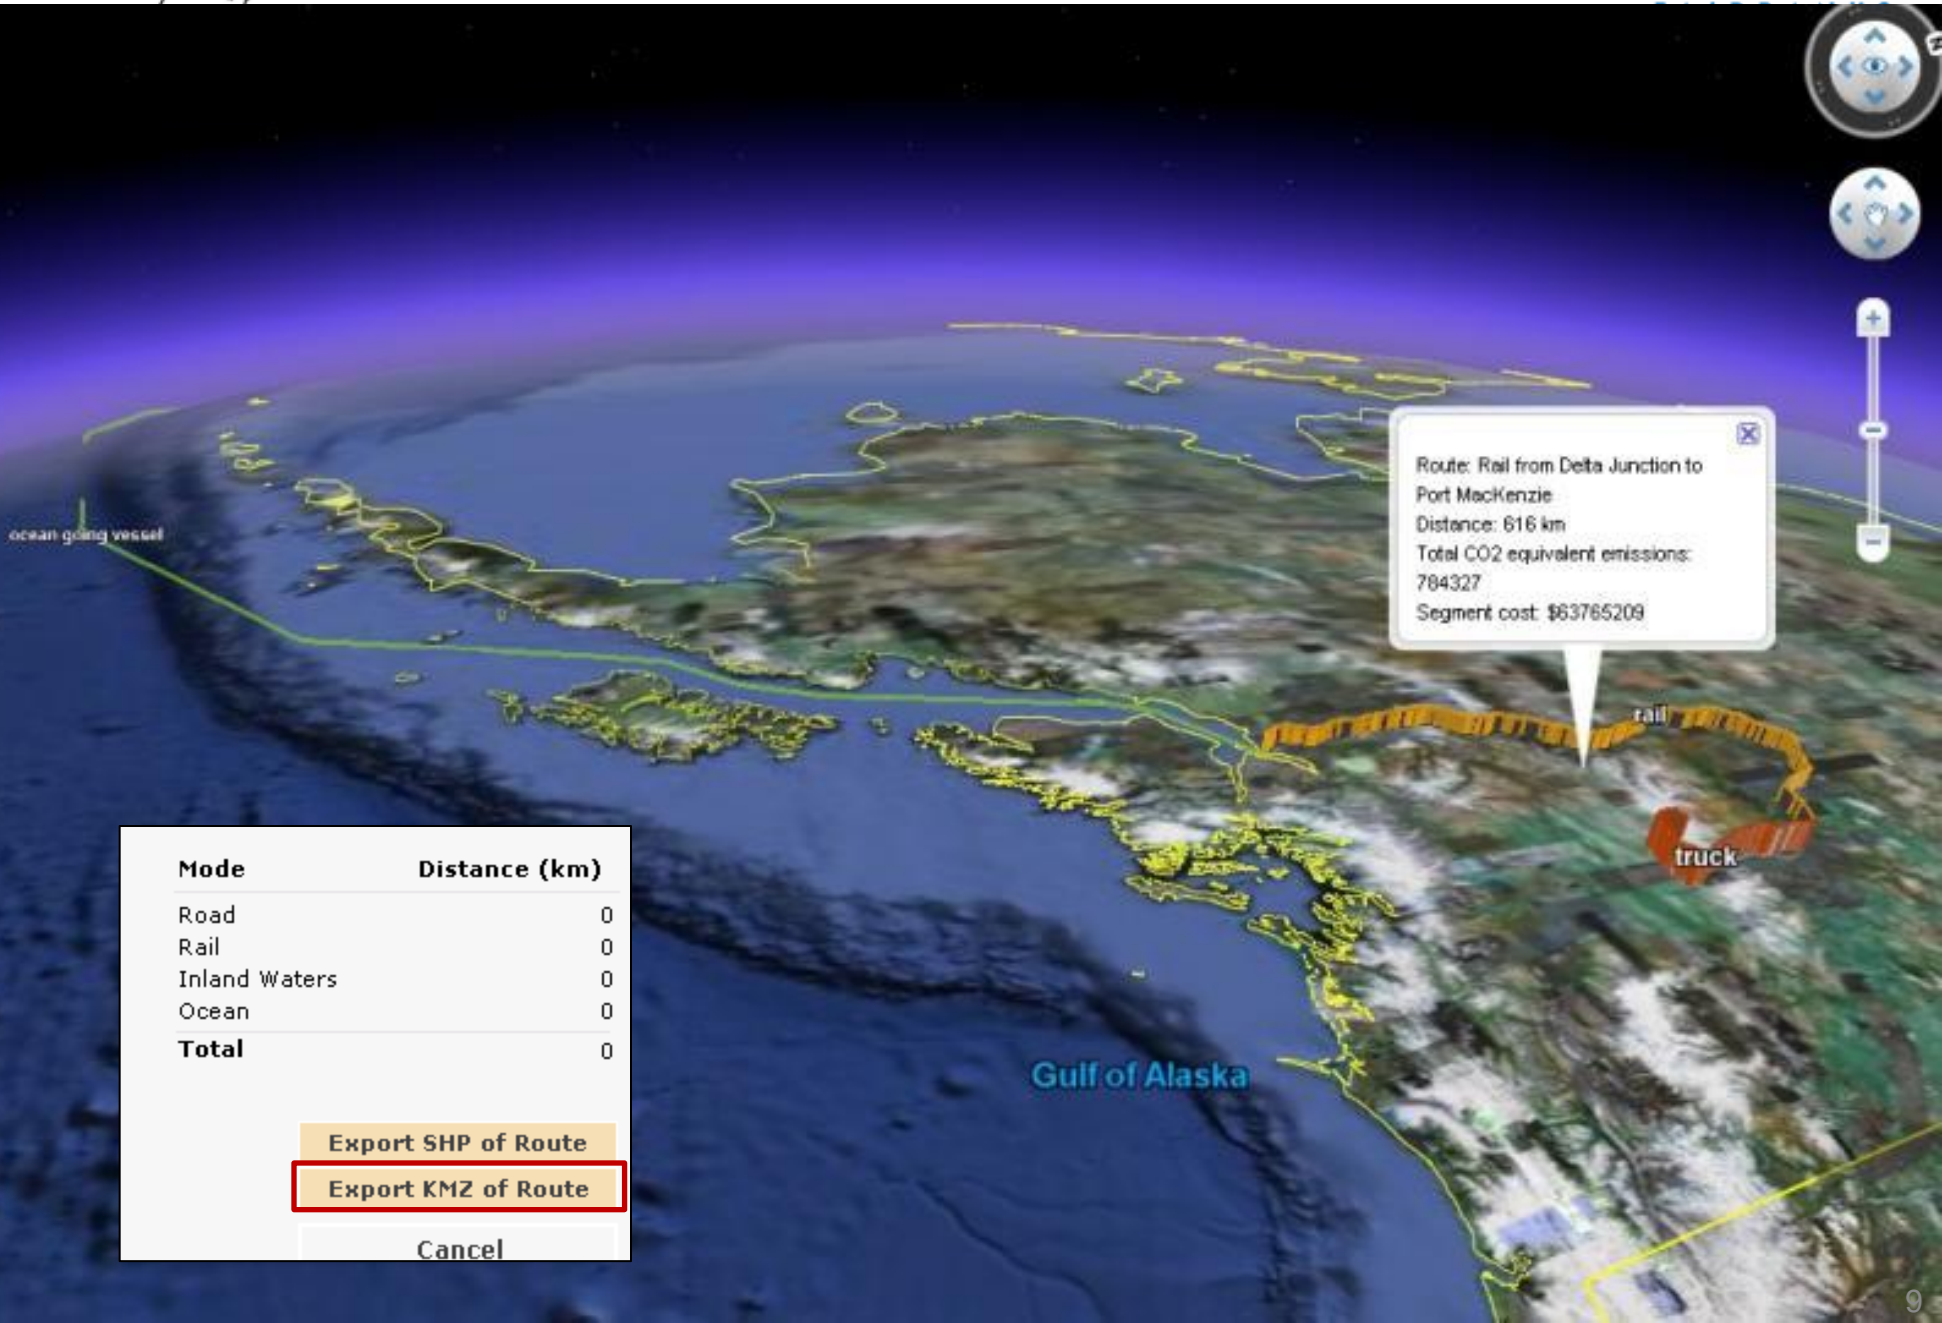 ocean going vessel
Route: Rail from Delta Junction to
Port MacKenzie
Distance: 616 km
Total CO2 equivalent emissions:
784327
Segment cost: $63765209
rail
truck
Mode Distance (km)
Road 0
Rail 0
Inland Waters 0
Ocean 0
Total 0
Export SHP of Route
Export KMZ of Route
Cancel
Gulf of Alaska
9